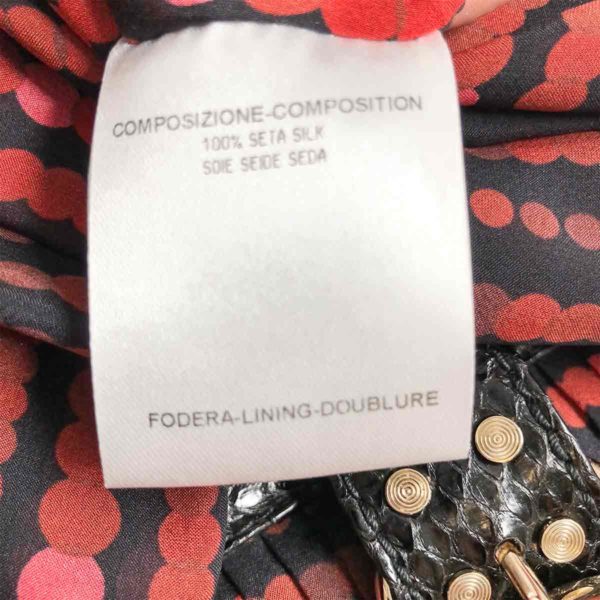 COMPOSIZIONE-COMPOSITION
100% SETA SILK
SOIE SEIDE SEDA
FODERA-LINING-DOUBLURE